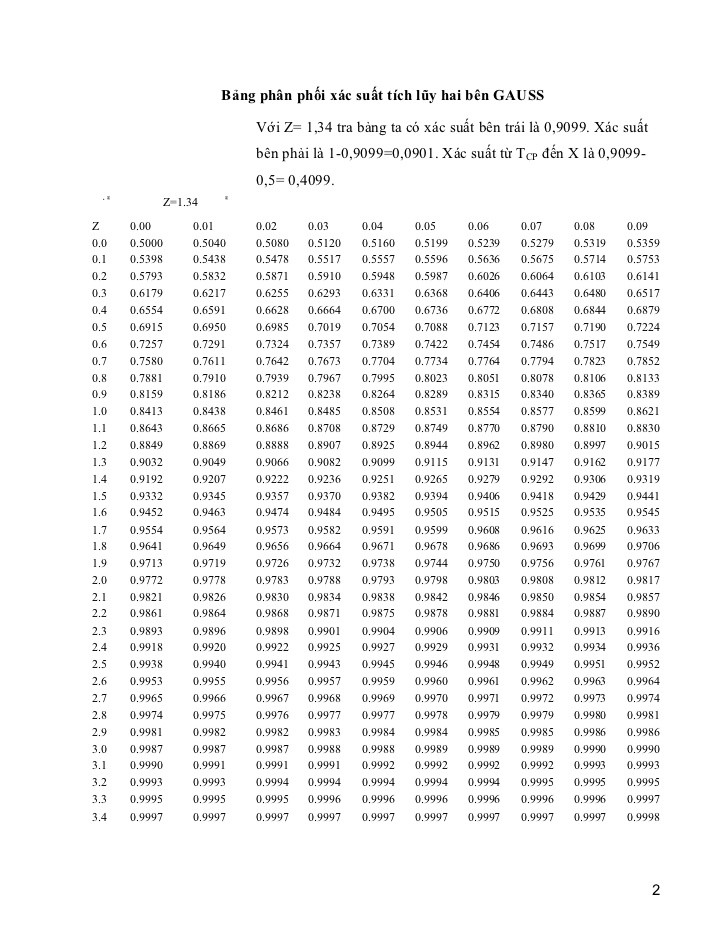 Bảng phân phối xác suất tích lũy hai bên GAUSS
Với Z= 1,34 tra bảng ta có xác suất bên trái là 0,9099. Xác suất
bên phải là 1-0,9099=0,0901. Xác suất từ TCP đến X là 0,9099-
0,5= 0,4099.
Z=1.34
Z 0.00 0.01 0.02 0.03 0.04 0.05 0.06 0.07 0.08 0.09
0.0 0.5000 0.5040 0.5080 0.5120 0.5160 0.5199 0.5239 0.5279 0.5319 0.5359
0.1 0.5398 0.5438 0.5478 0.5517 0.5557 0.5596 0.5636 0.5675 0.5714 0.5753
0.2 0.5793 0.5832 0.5871 0.5910 0.5948 0.5987 0.6026 0.6064 0.6103 0.6141
0.3 0.6179 0.6217 0.6255 0.6293 0.6331 0.6368 0.6406 0.6443 0.6480 0.6517
0.4 0.6554 0.6591 0.6628 0.6664 0.6700 0.6736 0.6772 0.6808 0.6844 0.6879
0.5 0.6915 0.6950 0.6985 0.7019 0.7054 0.7088 0.7123 0.7157 0.7190 0.7224
0.6 0.7257 0.7291 0.7324 0.7357 0.7389 0.7422 0.7454 0.7486 0.7517 0.7549
0.7 0.7580 0.7611 0.7642 0.7673 0.7704 0.7734 0.7764 0.7794 0.7823 0.7852
0.8 0.7881 0.7910 0.7939 0.7967 0.7995 0.8023 0.8051 0.8078 0.8106 0.8133
0.9 0.8159 0.8186 0.8212 0.8238 0.8264 0.8289 0.8315 0.8340 0.8365 0.8389
1.0 0.8413 0.8438 0.8461 0.8485 0.8508 0.8531 0.8554 0.8577 0.8599 0.8621
1.1 0.8643 0.8665 0.8686 0.8708 0.8729 0.8749 0.8770 0.8790 0.8810 0.8830
1.2 0.8849 0.8869 0.8888 0.8907 0.8925 0.8944 0.8962 0.8980 0.8997 0.9015
1.3 0.9032 0.9049 0.9066 0.9082 0.9099 0.9115 0.9131 0.9147 0.9162 0.9177
1.4 0.9192 0.9207 0.9222 0.9236 0.9251 0.9265 0.9279 0.9292 0.9306 0.9319
1.5 0.9332 0.9345 0.9357 0.9370 0.9382 0.9394 0.9406 0.9418 0.9429 0.9441
1.6 0.9452 0.9463 0.9474 0.9484 0.9495 0.9505 0.9515 0.9525 0.9535 0.9545
1.7 0.9554 0.9564 0.9573 0.9582 0.9591 0.9599 0.9608 0.9616 0.9625 0.9633
1.8 0.9641 0.9649 0.9656 0.9664 0.9671 0.9678 0.9686 0.9693 0.9699 0.9706
1.9 0.9713 0.9719 0.9726 0.9732 0.9738 0.9744 0.9750 0.9756 0.9761 0.9767
2.0 0.9772 0.9778 0.9783 0.9788 0.9793 0.9798 0.9803 0.9808 0.9812 0.9817
2.1 0.9821 0.9826 0.9830 0.9834 0.9838 0.9842 0.9846 0.9850 0.9854 0.9857
2.2 0.9861 0.9864 0.9868 0.9871 0.9875 0.9878 0.9881 0.9884 0.9887 0.9890
2.3 0.9893 0.9896 0.9898 0.9901 0.9904 0.9906 0.9909 0.9911 0.9913 0.9916
2.4 0.9918 0.9920 0.9922 0.9925 0.9927 0.9929 0.9931 0.9932 0.9934 0.9936
2.5 0.9938 0.9940 0.9941 0.9943 0.9945 0.9946 0.9948 0.9949 0.9951 0.9952
2.6 0.9953 0.9955 0.9956 0.9957 0.9959 0.9960 0.9961 0.9962 0.9963 0.9964
2.7 0.9965 0.9966 0.9967 0.9968 0.9969 0.9970 0.9971 0.9972 0.9973 0.9974
2.8 0.9974 0.9975 0.9976 0.9977 0.9977 0.9978 0.9979 0.9979 0.9980 0.9981
2.9 0.9981 0.9982 0.9982 0.9983 0.9984 0.9984 0.9985 0.9985 0.9986 0.9986
3.0 0.9987 0.9987 0.9987 0.9988 0.9988 0.9989 0.9989 0.9989 0.9990 0.9990
3.1 0.9990 0.9991 0.9991 0.9991 0.9992 0.9992 0.9992 0.9992 0.9993 0.9993
3.2 0.9993 0.9993 0.9994 0.9994 0.9994 0.9994 0.9994 0.9995 0.9995 0.9995
3.3 0.9995 0.9995 0.9995 0.9996 0.9996 0.9996 0.9996 0.9996 0.9996 0.9997
3.4 0.9997 0.9997 0.9997 0.9997 0.9997 0.9997 0.9997 0.9997 0.9997 0.9998
2